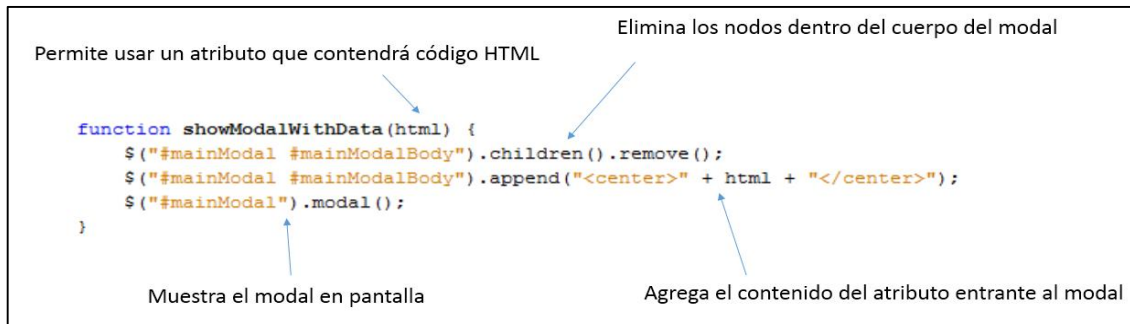 Elimina los nodos dentro del cuerpo del modal
Permite usar un atributo que contendrá código HTML
function showModalWithData(html) {
    $("#mainModal #mainModalBody").children().remove();
    $("#mainModal #mainModalBody").append("<center>" + html + "</center>");
    $("#mainModal").modal();
}
Muestra el modal en pantalla
Agrega el contenido del atributo entrante al modal